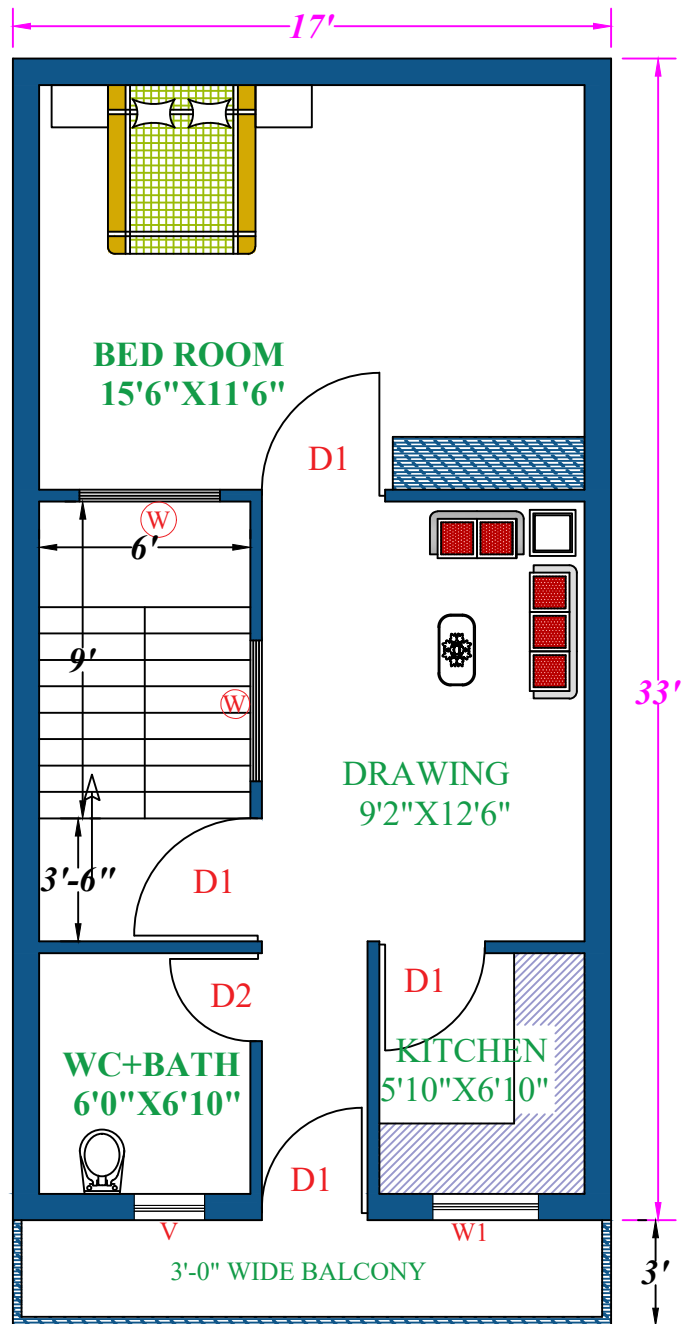 17'
BED ROOM
15'6"X11'6"
D1
W
6'
9'
W
33'
DRAWING
9'2"X12'6"
3'-6"
D1
D2
D1
WC+BATH
6'0"X6'10"
KITCHEN
5'10"X6'10"
D1
V
W1
3'-0" WIDE BALCONY
3'